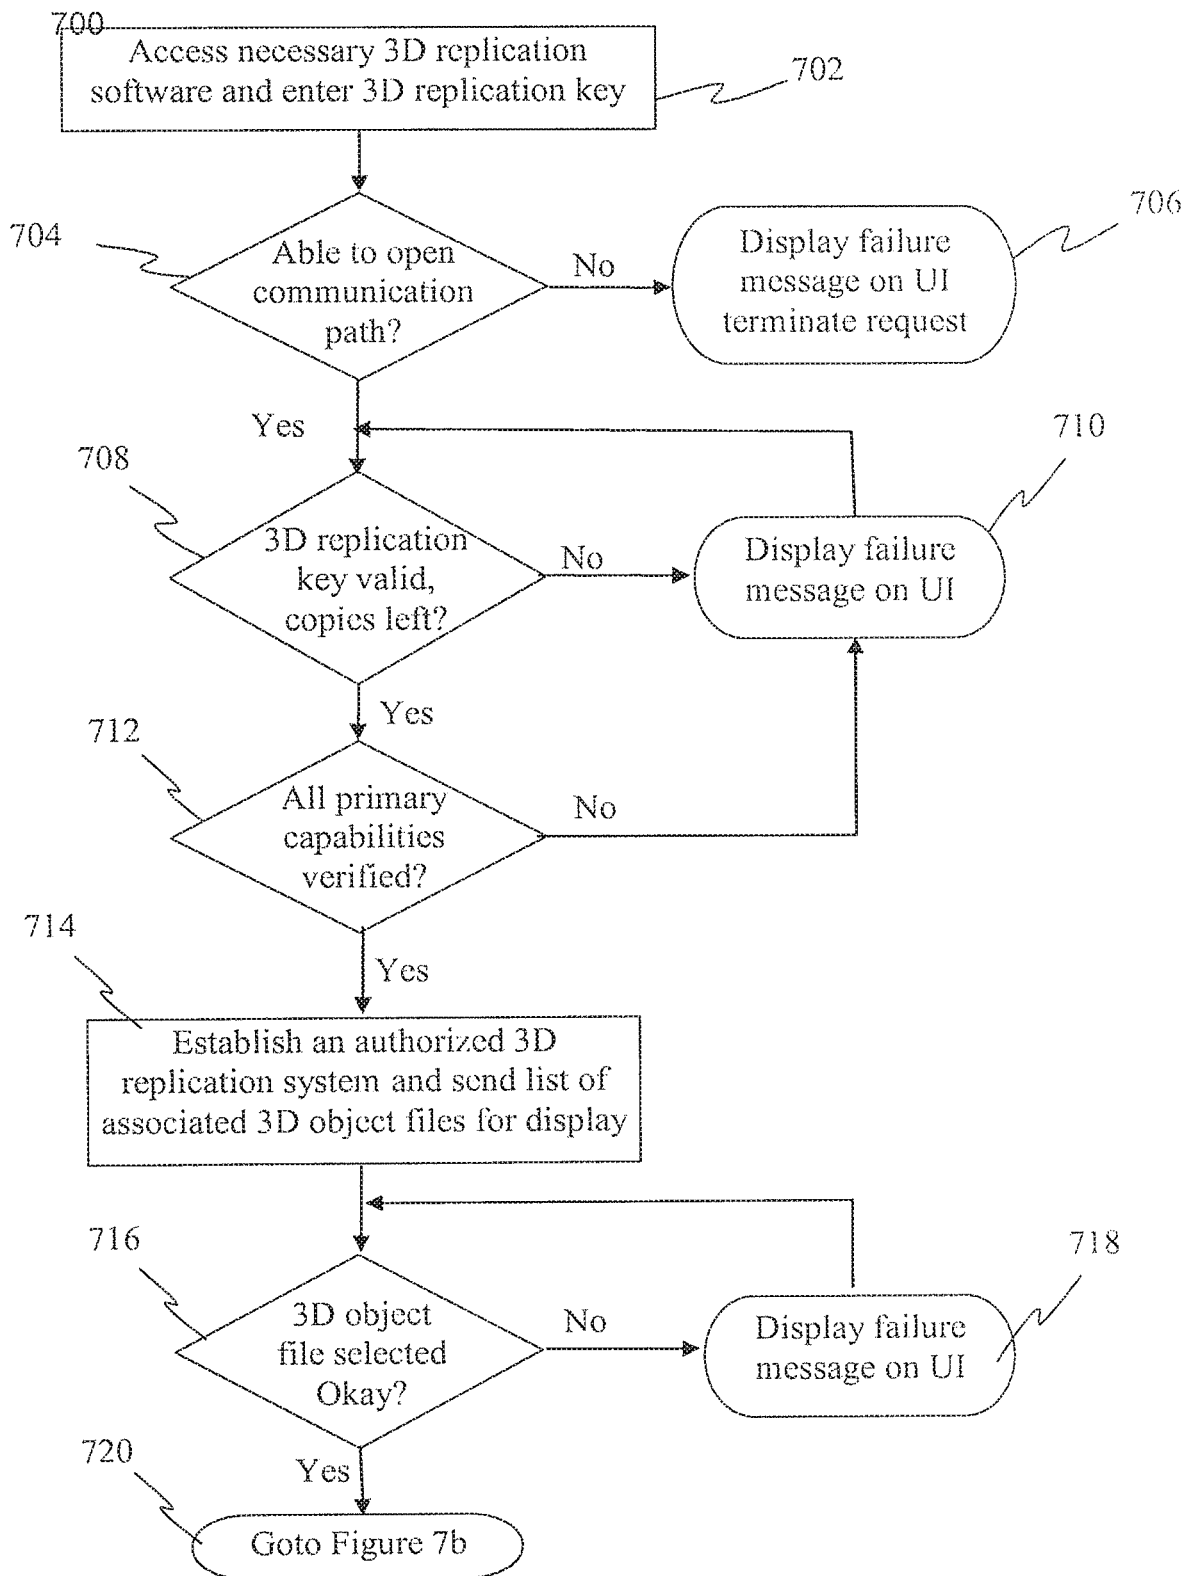 700
Access necessary 3D replication
software and enter 3D replication key
702
704
Able to open
communication
path?
No
Display failure
message on UI
terminate request
706
Yes
708
3D replication
key valid,
copies left?
No
Display failure
message on UI
710
Yes
712
All primary
capabilities
verified?
No
714
Yes
Establish an authorized 3D
replication system and send list of
associated 3D object files for display
716
3D object
file selected
Okay?
No
Display failure
message on UI
718
720
Yes
Goto Figure 7b